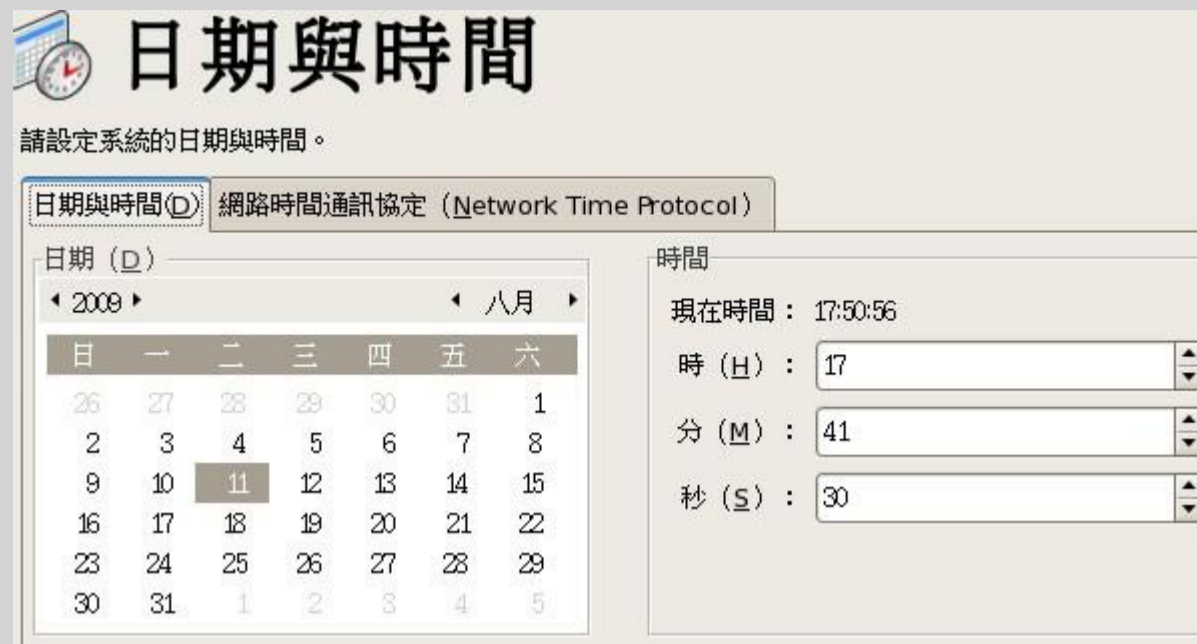 日期與時間
請設定系統的日期與時間。
日期與時間(D) 網路時間通訊協定（Network Time Protocol）
日期（D）
2009 八月
日 一 二 三 四 五 六
26 27 28 29 30 31 1
2 3 4 5 6 7 8
9 10 11 12 13 14 15
16 17 18 19 20 21 22
23 24 25 26 27 28 29
30 31 1 2 3 4 5
時間
現在時間： 17:50:56
時（H）： 17
分（M）： 41
秒（S）： 30